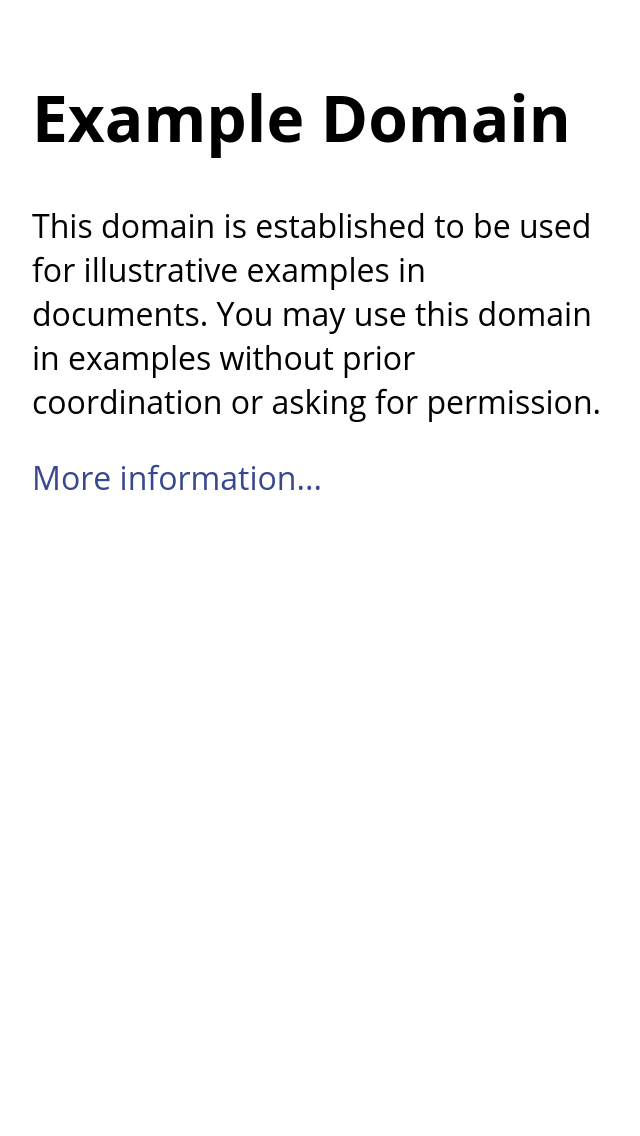 Example Domain
This domain is established to be used
for illustrative examples in
documents. You may use this domain
in examples without prior
coordination or asking for permission.
More information...